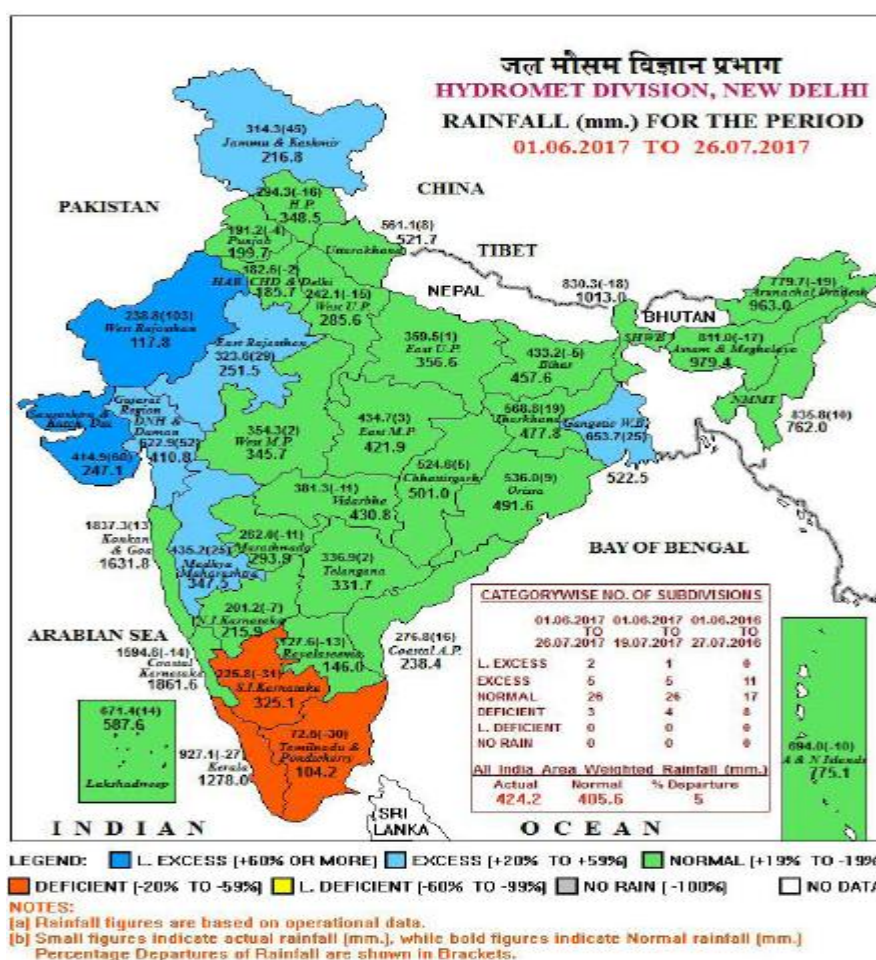 जल मौसम विज्ञान प्रभाग
HYDROMET DIVISION, NEW DELHI
RAINFALL (mm.) FOR THE PERIOD
01.06.2017 TO 26.07.2017
314.3(45)
Jammu & Kashmir
216.8
CHINA
PAKISTAN
294.3(-16)
H.P.
348.5
191.2(-4)
Punjab
199.7
561.1(8)
521.7
Uttarakhand
TIBET
182.6(-2)
HAR CHD & Delhi
185.7
NEPAL
830.3(-18)
1013.0
BHUTAN
779.7(-19)
Arunachal Pradesh
963.0
238.8(103)
West Rajasthan
117.8
242.1(-15)
West U.P.
285.6
East Rajasthan
323.6(29)
251.5
359.5(1)
East U.P.
356.6
433.2(-5)
Bihar
457.6
SHWB
811.0(-17)
Assam & Meghalaya
979.4
NMMT
835.8(10)
762.0
Saurashtra &
Kutch, Diu
414.9(68)
247.1
Gujarat
Region
DNH &
Daman
622.9(52)
410.8
354.3(2)
West M.P.
345.7
434.7(3)
East M.P.
421.9
568.8(19)
Jharkhand
477.8
Gangetic W.B.
653.7(25)
522.5
524.6(5)
Chhattisgarh
501.0
536.0(9)
Orissa
491.6
381.3(-11)
Vidarbha
430.8
1837.3(13
Konkan
& Goa
1631.8
435.2(25)
Madhya
Maharashtra
347.5
262.0(-11)
Marathwada
293.9
336.9(2)
Telangana
331.7
BAY OF BENGAL
201.2(-7)
N.I.Karnataka
215.9
ARABIAN SEA
1594.6(-14)
Coastal
Karnataka
1861.6
127.6(-13)
Rayalaseema
146.0
276.8(16)
Coastal A.P.
238.4
225.8(-31)
S.I.Karnataka
325.1
671.4(14)
587.6
Lakshadweep
927.1(-27)
Kerala
1278.0
72.6(-30)
Tamilnadu &
Pondicherry
104.2
694.0(-10)
A & N Islands
775.1
CATEGORYWISE NO. OF SUBDIVISIONS
01.06.2017 01.06.2017 01.06.2016
TO TO TO
26.07.2017 19.07.2017 27.07.2016
L. EXCESS 2 1 0
EXCESS 5 5 11
NORMAL 26 26 17
DEFICIENT 3 4 8
L. DEFICIENT 0 0 0
NO RAIN 0 0 0
All India Area Weighted Rainfall (mm.)
Actual Normal % Departure
424.2 405.6 5
SRI
LANKA
INDIAN OCEAN
LEGEND: L. EXCESS [+60% OR MORE] EXCESS [+20% TO +59%] NORMAL [+19% TO -19%]
DEFICIENT [-20% TO -59%] L. DEFICIENT [-60% TO -99%] NO RAIN [-100%] NO DATA
NOTES:
[a] Rainfall figures are based on operational data.
[b] Small figures indicate actual rainfall (mm.), while bold figures indicate Normal rainfall (mm.)
Percentage Departures of Rainfall are shown in Brackets.